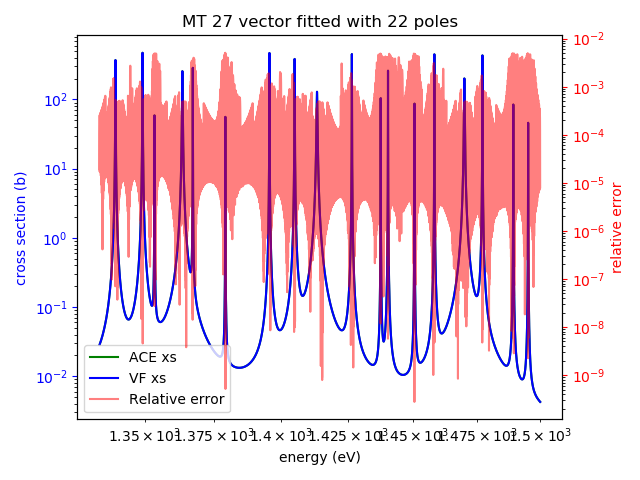 MT 27 vector fitted with 22 poles
cross section (b)
10²
10¹
10⁰
10⁻¹
10⁻²
10⁻²
10⁻³
10⁻⁴
10⁻⁵
10⁻⁶
10⁻⁷
10⁻⁸
10⁻⁹
relative error
ACE xs
VF xs
Relative error
1.35 × 10³ 1.375 × 10³ 1.4 × 10³ 1.425 × 10³ 1.45 × 10³ 1.475 × 10³ 1.5 × 10³
energy (eV)